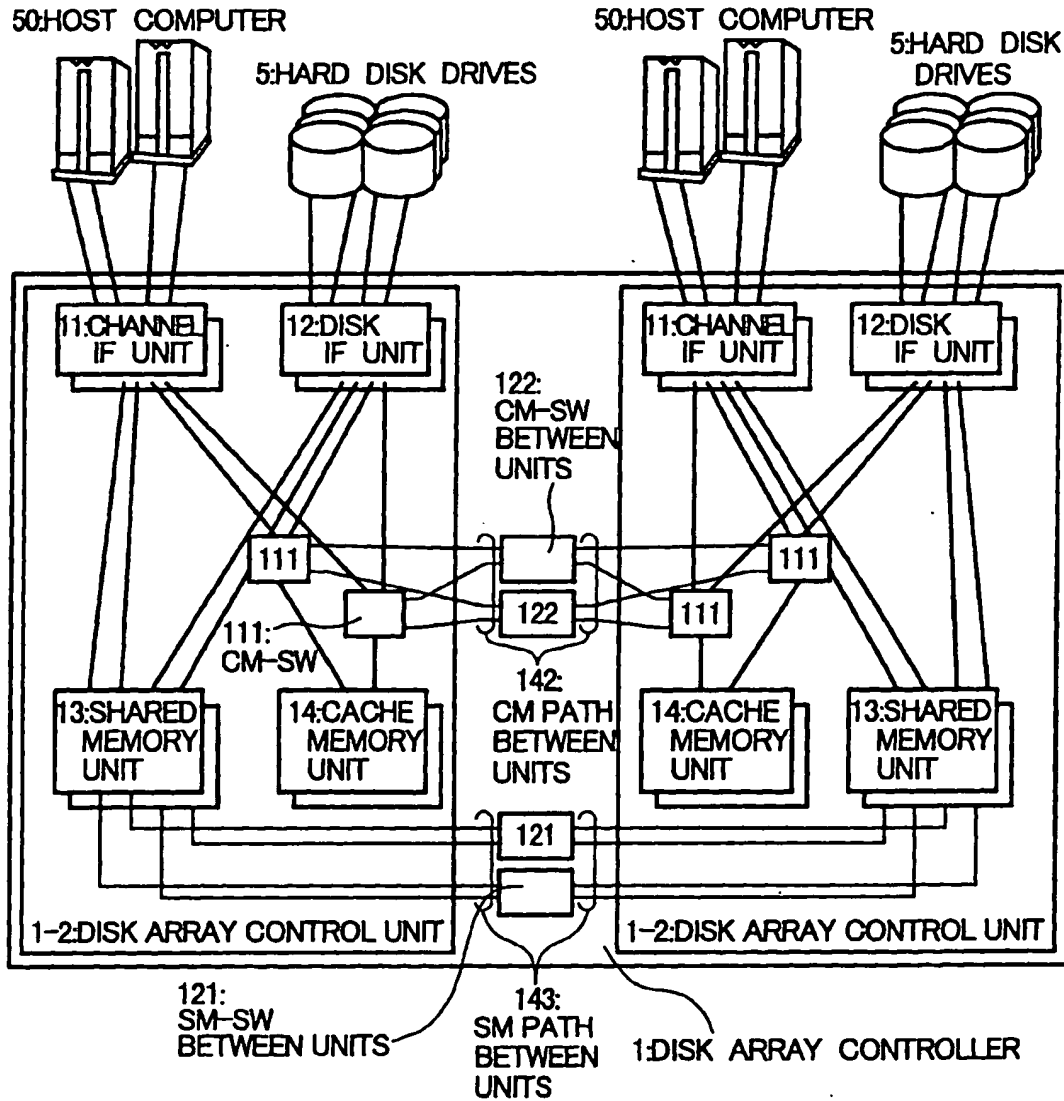 50:HOST COMPUTER
5:HARD DISK DRIVES
50:HOST COMPUTER
5:HARD DISK
DRIVES
11:CHANNEL
IF UNIT
12:DISK
IF UNIT
11:CHANNEL
IF UNIT
12:DISK
IF UNIT
122:
CM-SW
BETWEEN
UNITS
111
111
122
111
111:
CM-SW
142:
CM PATH
BETWEEN
UNITS
13:SHARED
MEMORY
UNIT
14:CACHE
MEMORY
UNIT
14:CACHE
MEMORY
UNIT
13:SHARED
MEMORY
UNIT
121
1-2:DISK ARRAY CONTROL UNIT
1-2:DISK ARRAY CONTROL UNIT
121:
SM-SW
BETWEEN UNITS
143:
SM PATH
BETWEEN
UNITS
1:DISK ARRAY CONTROLLER